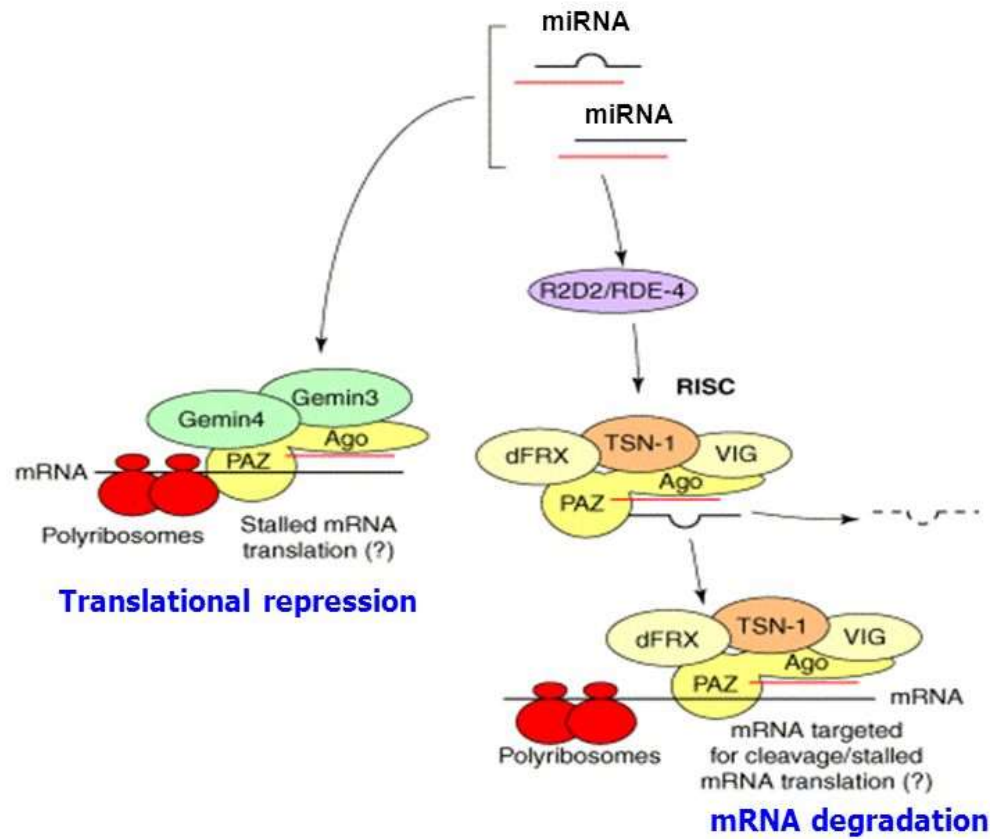 miRNA
miRNA
R2D2/RDE-4
RISC
Gemin3
Gemin4
Ago
PAZ
mRNA
Polyribosomes
Stalled mRNA
translation (?)
Translational repression
TSN-1
dFRX
VIG
Ago
PAZ
TSN-1
dFRX
VIG
Ago
PAZ
mRNA
Polyribosomes
mRNA targeted
for cleavage/stalled
mRNA translation (?)
mRNA degradation